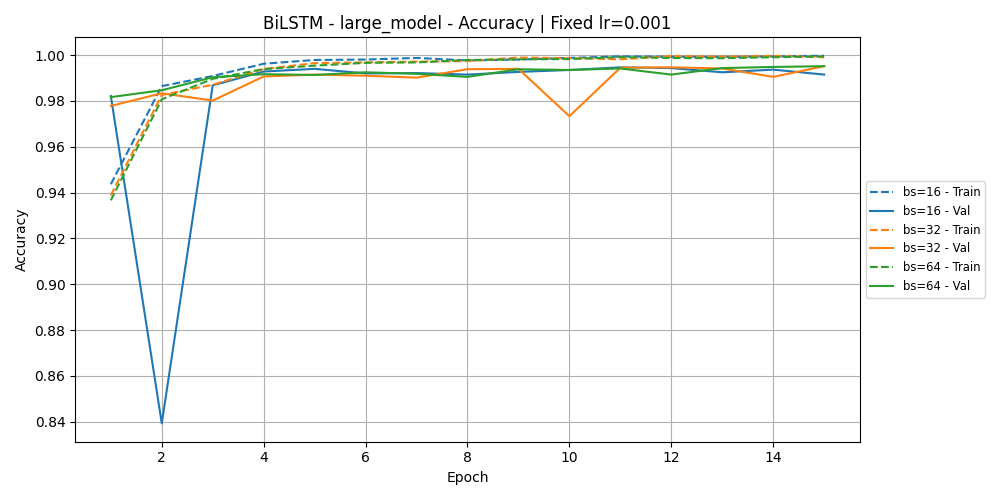 BiLSTM - large_model - Accuracy | Fixed lr=0.001
1.00
0.98
0.96
0.94
0.92
0.90
0.88
0.86
0.84
Accuracy
2 4 6 8 10 12 14
Epoch
bs=16 - Train
bs=16 - Val
bs=32 - Train
bs=32 - Val
bs=64 - Train
bs=64 - Val